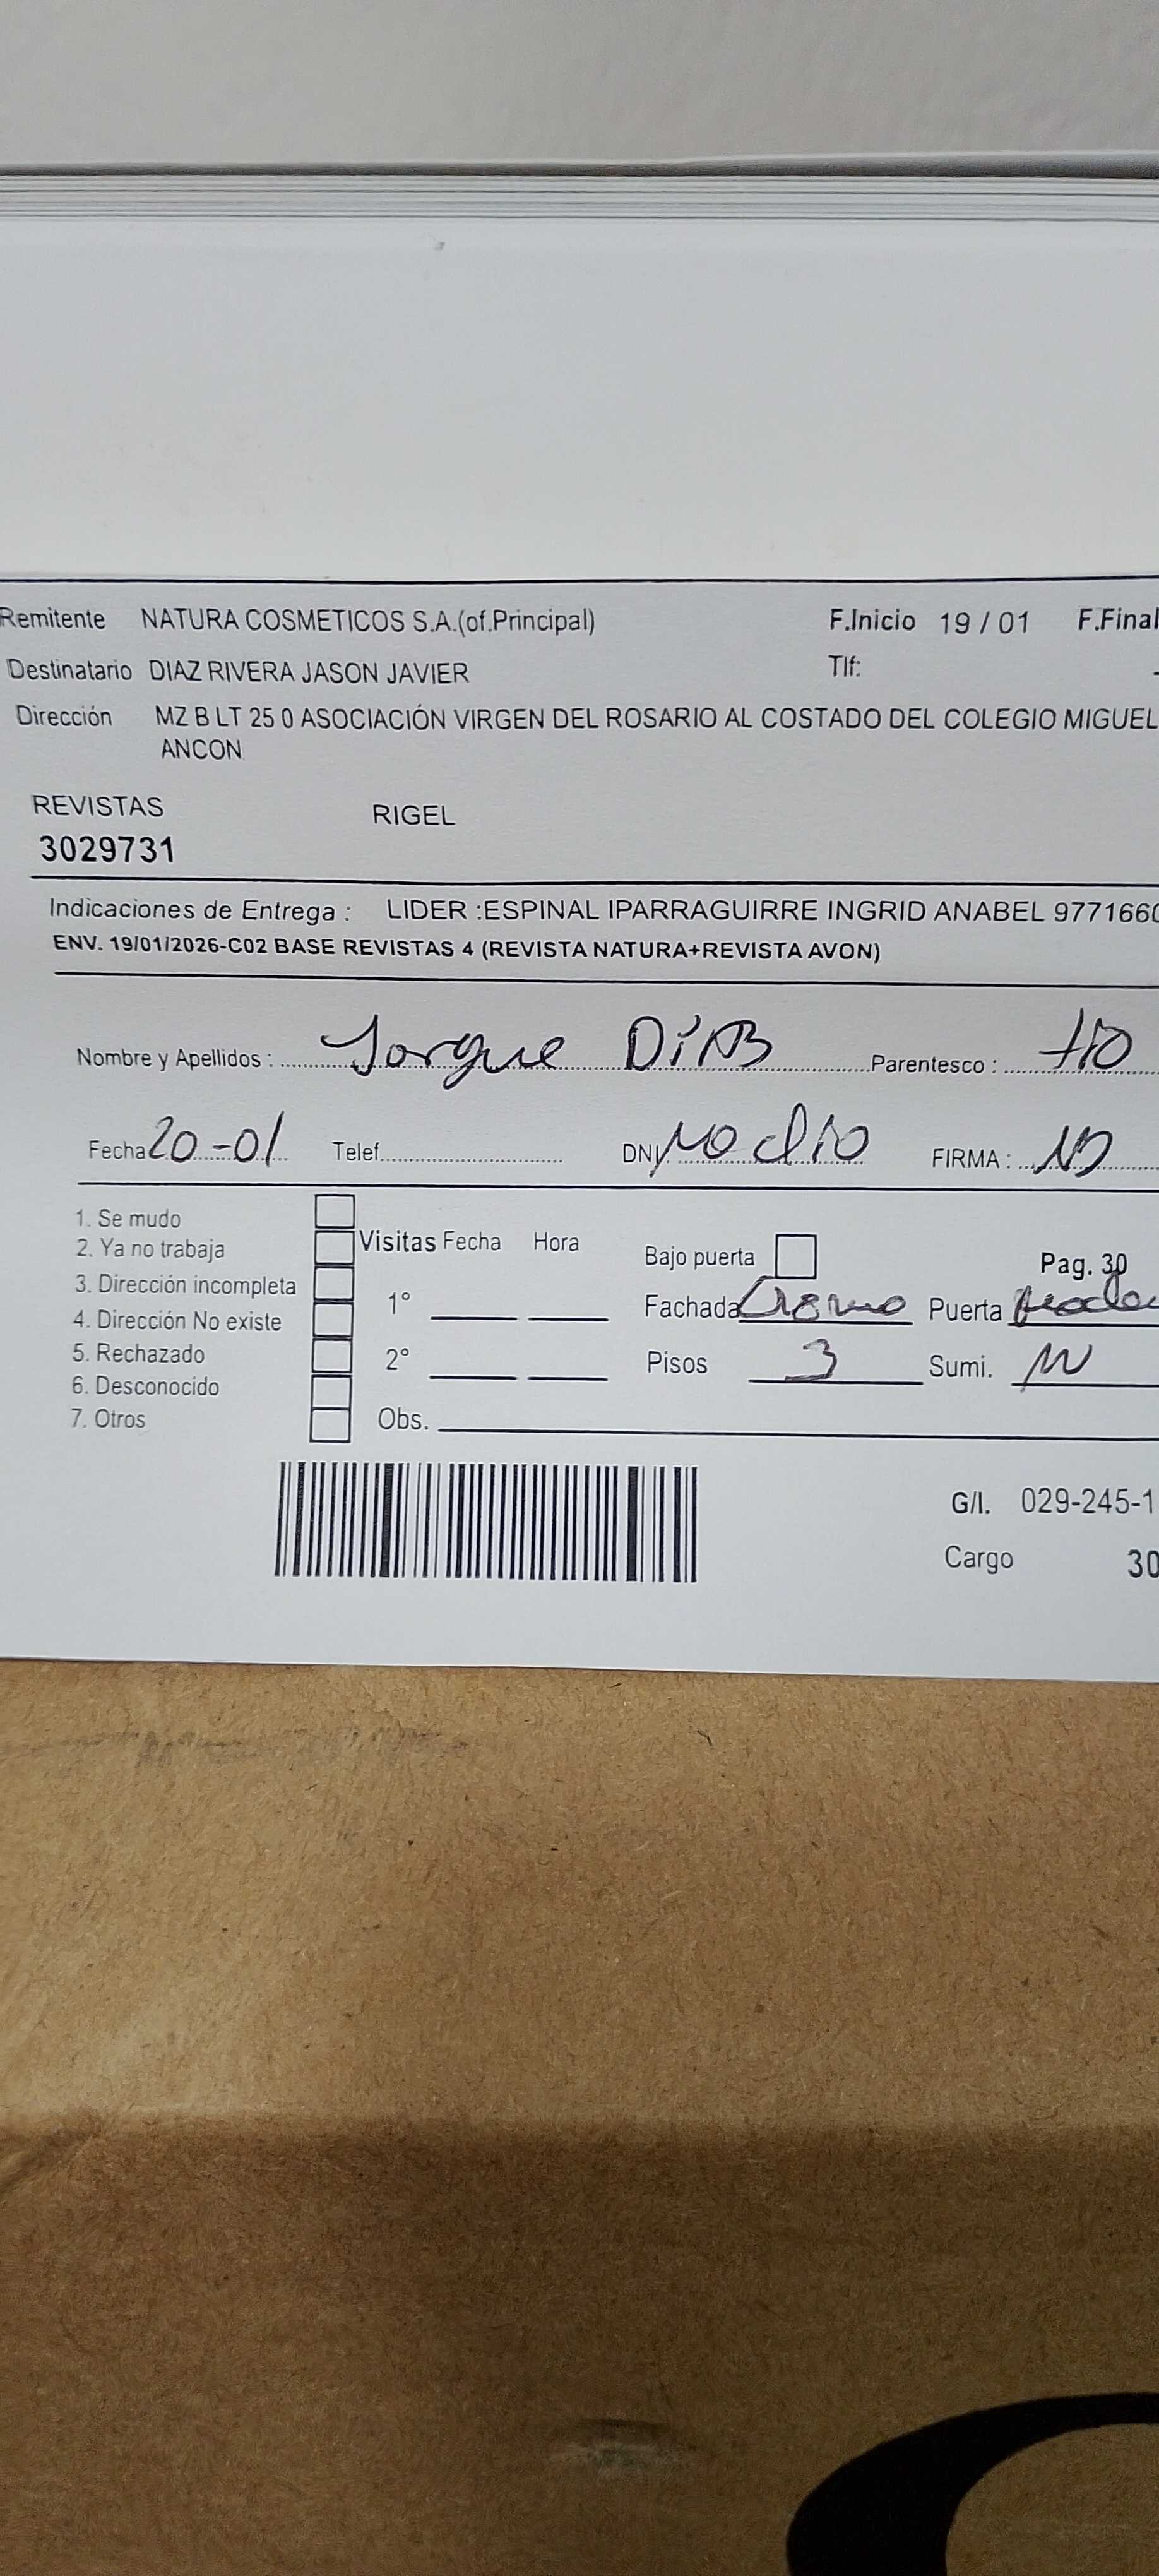 Remitente NATURA COSMETICOS S.A.(of.Principal) F.Inicio 19 / 01 F.Final
Destinatario DIAZ RIVERA JASON JAVIER Tlf:
Dirección MZ B LT 25 0 ASOCIACIÓN VIRGEN DEL ROSARIO AL COSTADO DEL COLEGIO MIGUEL
ANCON
REVISTAS RIGEL
3029731
Indicaciones de Entrega : LIDER :ESPINAL IPARRAGUIRRE INGRID ANABEL 9771660
ENV. 19/01/2026-C02 BASE REVISTAS 4 (REVISTA NATURA+REVISTA AVON)
Nombre y Apellidos : Jorgue Parentesco : tio
Fecha 20-01 Telef. DNI no dio FIRMA :
1. Se mudo
2. Ya no trabaja Visitas Fecha Hora Bajo puerta Pag. 30
3. Dirección incompleta 1° Fachada Puerta
4. Dirección No existe
5. Rechazado 2° Pisos 3 Sumi.
6. Desconocido
7. Otros Obs.
G/I. 029-245-1
Cargo 30